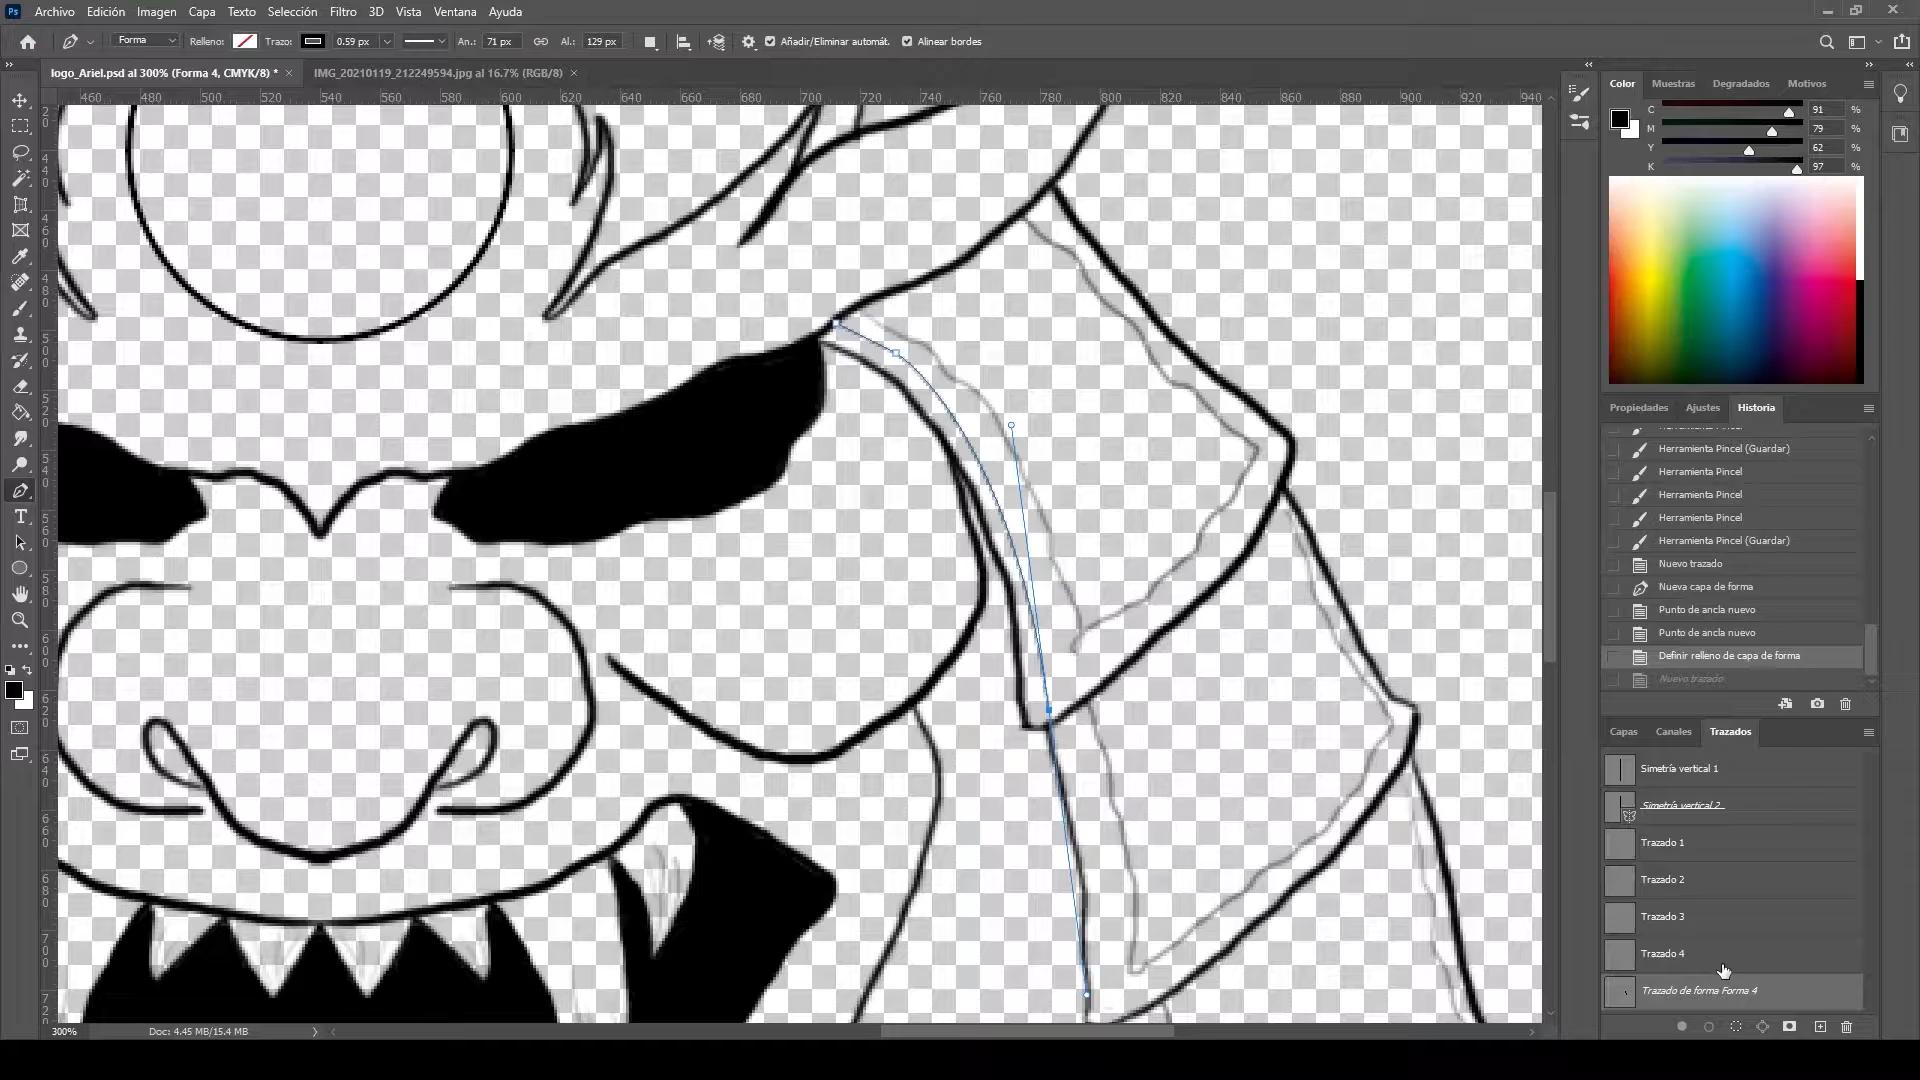 Ps Archivo Edición Imagen Capa Texto Selección Filtro 3D Vista Ventana Ayuda
Forma Relleno: Trazo: 0.59 px An.: 71 px Al.: 129 px Añadir/Eliminar automát. Alinear bordes
logo_Ariel.psd al 300% (Forma 4, CMYK/8) * × IMG_20210119_212249594.jpg al 16.7% (RGB/8) ×
460 480 500 520 540 560 580 600 620 640 660 680 700 720 740 760 780 800 820 840 860 880 900 920 940
Color Muestras Degradados Motivos
C 91 %
M 79 %
Y 62 %
K 97 %
Propiedades Ajustes Historia
Herramienta Pincel (Guardar)
Herramienta Pincel
Herramienta Pincel
Herramienta Pincel
Herramienta Pincel (Guardar)
Nuevo trazado
Nueva capa de forma
Punto de ancla nuevo
Punto de ancla nuevo
Definir relleno de capa de forma
Nuevo trazado
Capas Canales Trazados
Simetría vertical 1
Simetría vertical 2
Trazado 1
Trazado 2
Trazado 3
Trazado 4
Trazado de forma Forma 4
300% Doc: 4.45 MB/15.4 MB